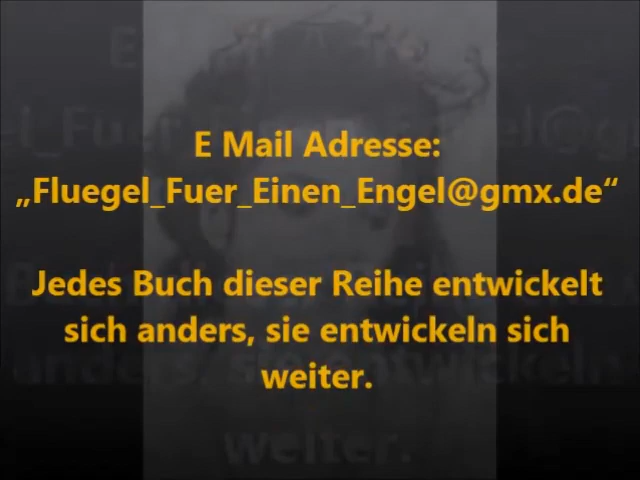 E Mail Adresse:
„Fluegel_Fuer_Einen_Engel@gmx.de“
Jedes Buch dieser Reihe entwickelt
sich anders, sie entwickeln sich
weiter.